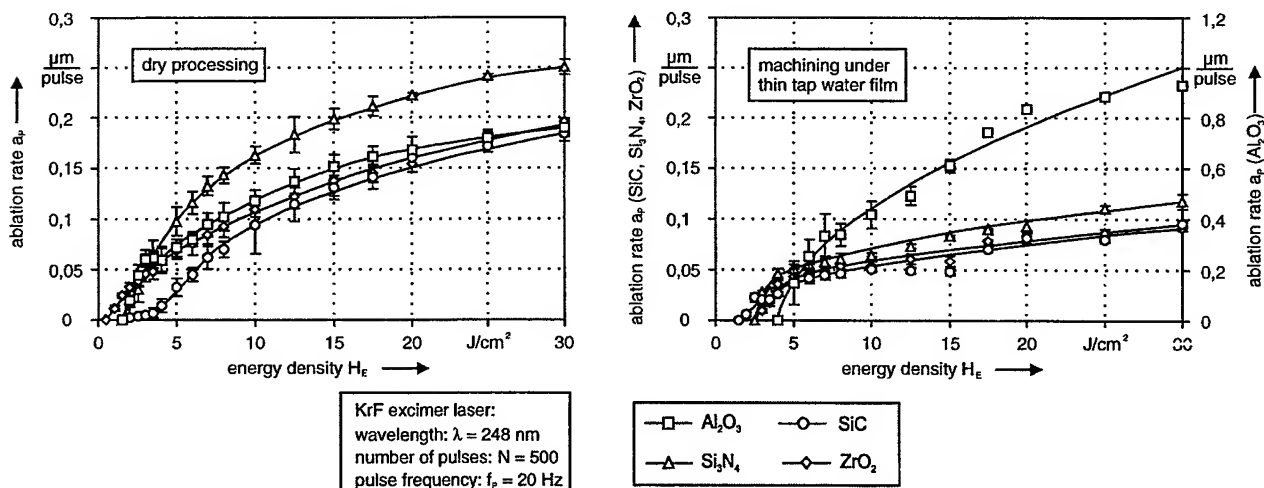 0,3
µm
pulse
0,2
0,15
0,1
0,05
0
ablation rate aₚ
dry processing
0 5 10 15 20 J/cm² 30
energy density H_E
0,3
µm
pulse
0,2
0,15
0,1
0,05
0
ablation rate aₚ (SiC, Si₃N₄, ZrO₂)
machining under
thin tap water film
1,2
µm
pulse
0,8
0,6
0,4
0,2
0
ablation rate aₚ (Al₂O₃)
0 5 10 15 20 J/cm²
energy density H_E
KrF excimer laser:
wavelength: λ = 248 nm
number of pulses: N = 500
pulse frequency: fₚ = 20 Hz
Al₂O₃ SiC
Si₃N₄ ZrO₂